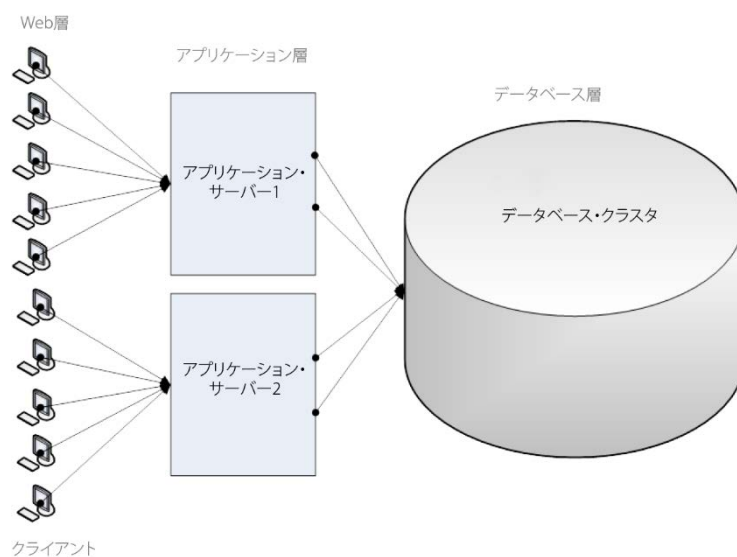 Web層
アプリケーション層
データベース層
アプリケーション・
サーバー1
データベース・クラスタ
アプリケーション・
サーバー2
クライアント